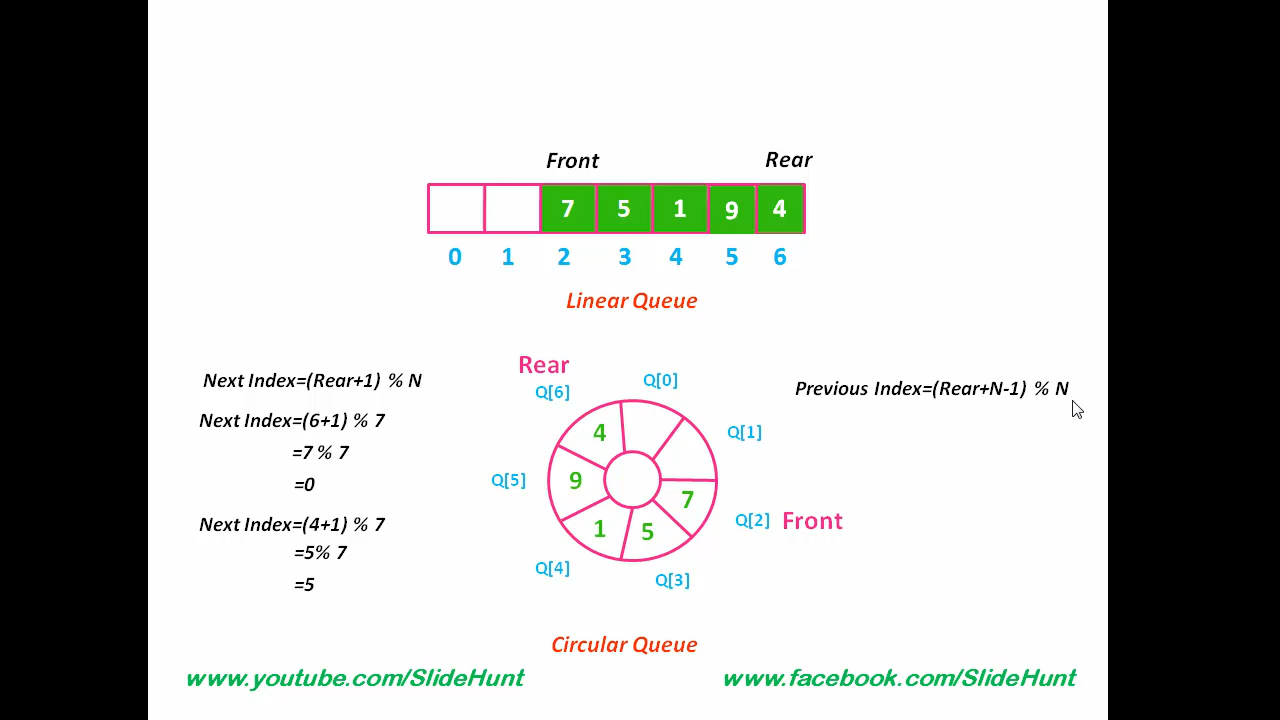 Front Rear
7 5 1 9 4
0 1 2 3 4 5 6
Linear Queue
Next Index=(Rear+1) % N
Next Index=(6+1) % 7
=7 % 7
=0
Next Index=(4+1) % 7
=5% 7
=5
Rear
Q[6] Q[0]
4 Q[1]
Q[5] 9
7 Q[2] Front
1 5
Q[4] Q[3]
Circular Queue
Previous Index=(Rear+N-1) % N
www.youtube.com/SlideHunt
www.facebook.com/SlideHunt